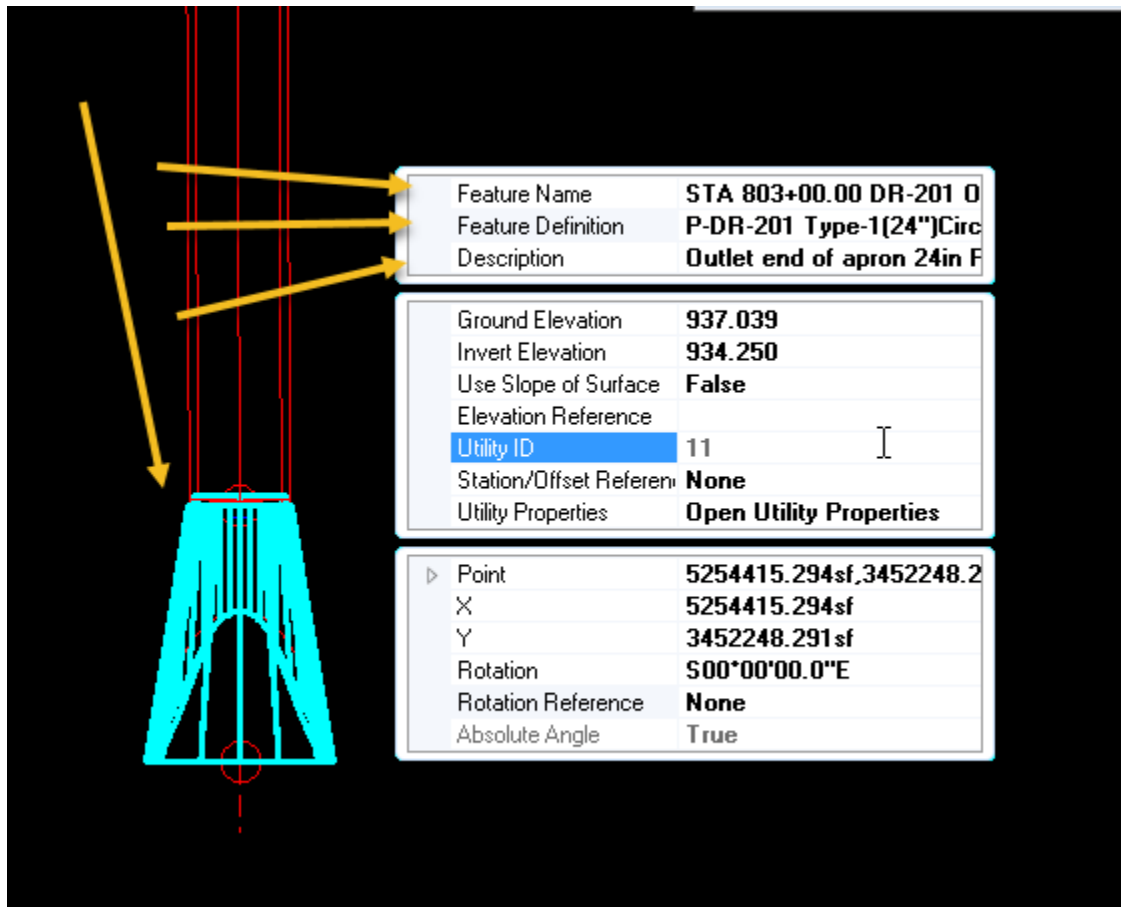 Feature Name STA 803+00.00 DR-201 O
Feature Definition P-DR-201 Type-1(24")Circ
Description Outlet end of apron 24in F
Ground Elevation 937.039
Invert Elevation 934.250
Use Slope of Surface False
Elevation Reference
Utility ID 11
Station/Offset Referen None
Utility Properties Open Utility Properties
Point 5254415.294sf,3452248.2
X 5254415.294sf
Y 3452248.291sf
Rotation S00°00'00.0"E
Rotation Reference None
Absolute Angle True